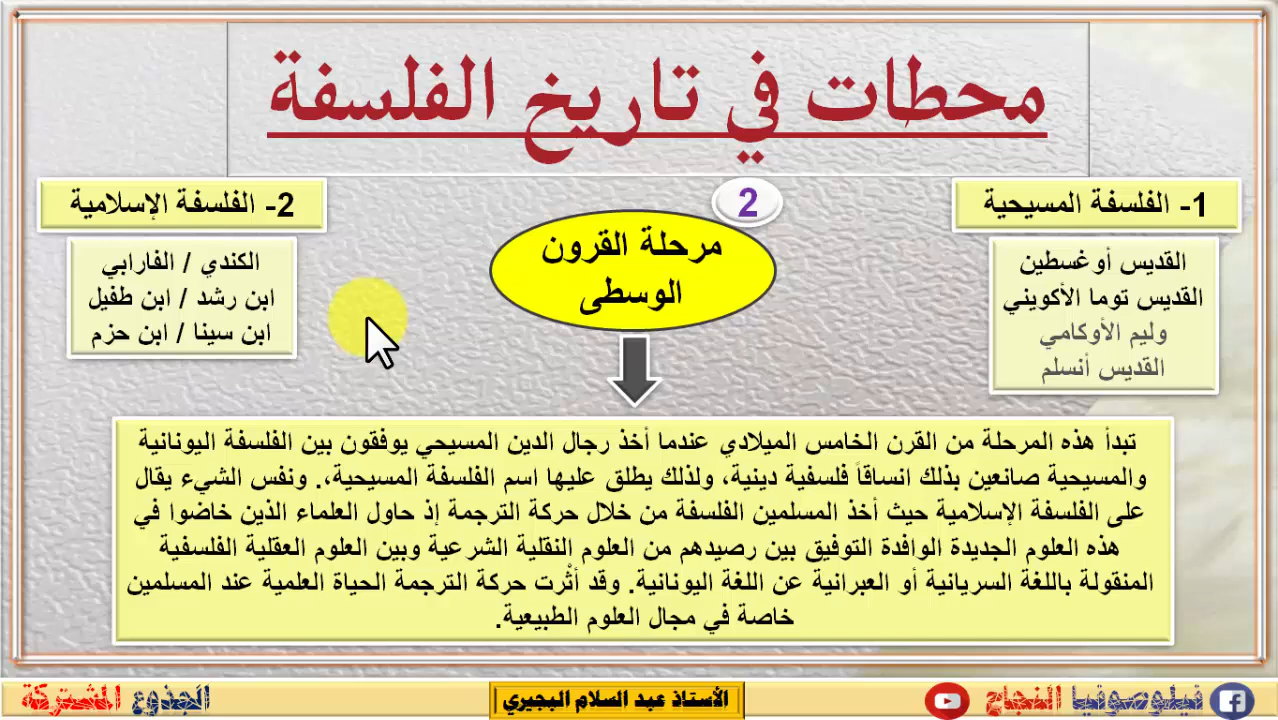 محطات في تاريخ الفلسفة
1- الفلسفة المسيحية
القديس أوغسطين
القديس توما الأكويني
وليم الأوكامي
القديس أنسلم
2
مرحلة القرون
الوسطى
2- الفلسفة الإسلامية
الكندي / الفارابي
ابن رشد / ابن طفيل
ابن سينا / ابن حزم
تبدأ هذه المرحلة من القرن الخامس الميلادي عندما أخذ رجال الدين المسيحي يوفقون بين الفلسفة اليونانية
والمسيحية صانعين بذلك انساقاً فلسفية دينية، ولذلك يطلق عليها اسم الفلسفة المسيحية،. ونفس الشيء يقال
على الفلسفة الإسلامية حيث أخذ المسلمين الفلسفة من خلال حركة الترجمة إذ حاول العلماء الذين خاضوا في
هذه العلوم الجديدة الوافدة التوفيق بين رصيدهم من العلوم النقلية الشرعية وبين العلوم العقلية الفلسفية
المنقولة باللغة السريانية أو العبرانية عن اللغة اليونانية. وقد أثْرت حركة الترجمة الحياة العلمية عند المسلمين
خاصة في مجال العلوم الطبيعية.
فيلوصوفيا النجاح
الأستاذ عبد السلام البجيري
الجذوع المشتركة